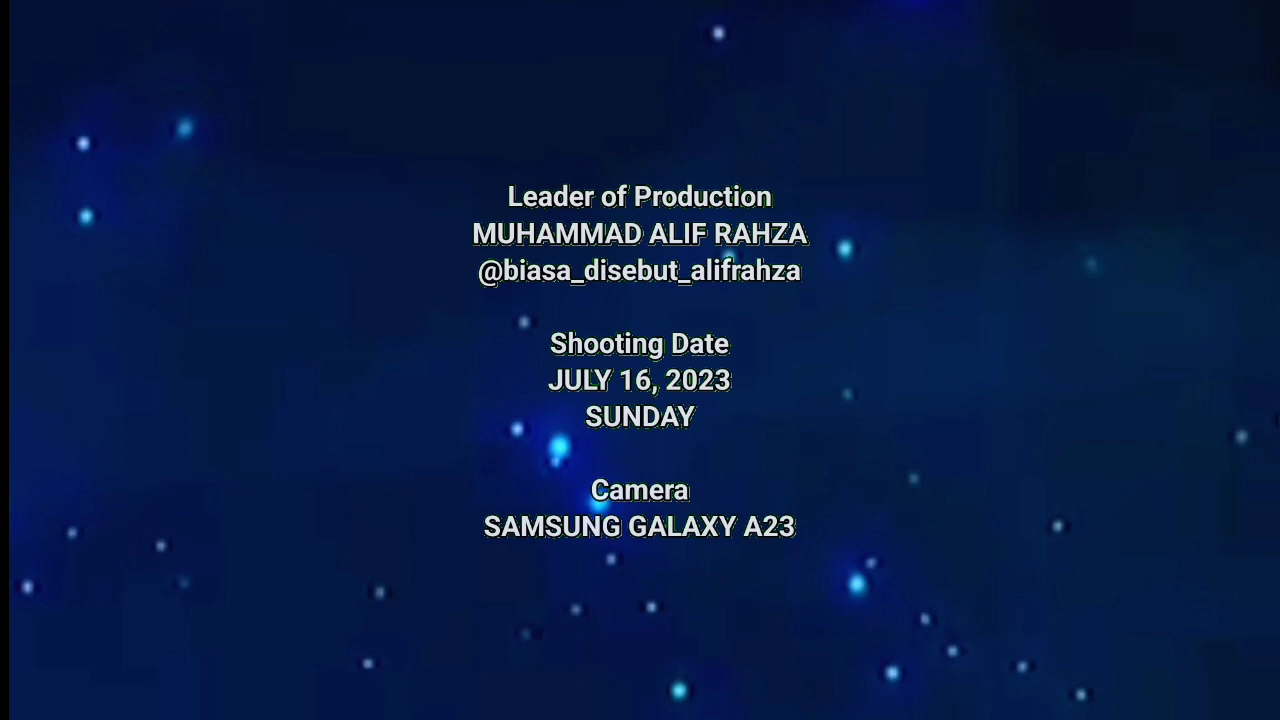 Leader of Production
MUHAMMAD ALIF RAHZA
@biasa_disebut_alifrahza
Shooting Date
JULY 16, 2023
SUNDAY
Camera
SAMSUNG GALAXY A23